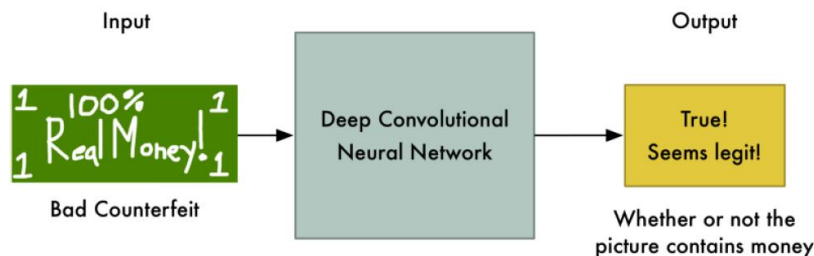 Input
Output
1 100% 1
Real Money!
1 1
Bad Counterfeit
Deep Convolutional
Neural Network
True!
Seems legit!
Whether or not the
picture contains money